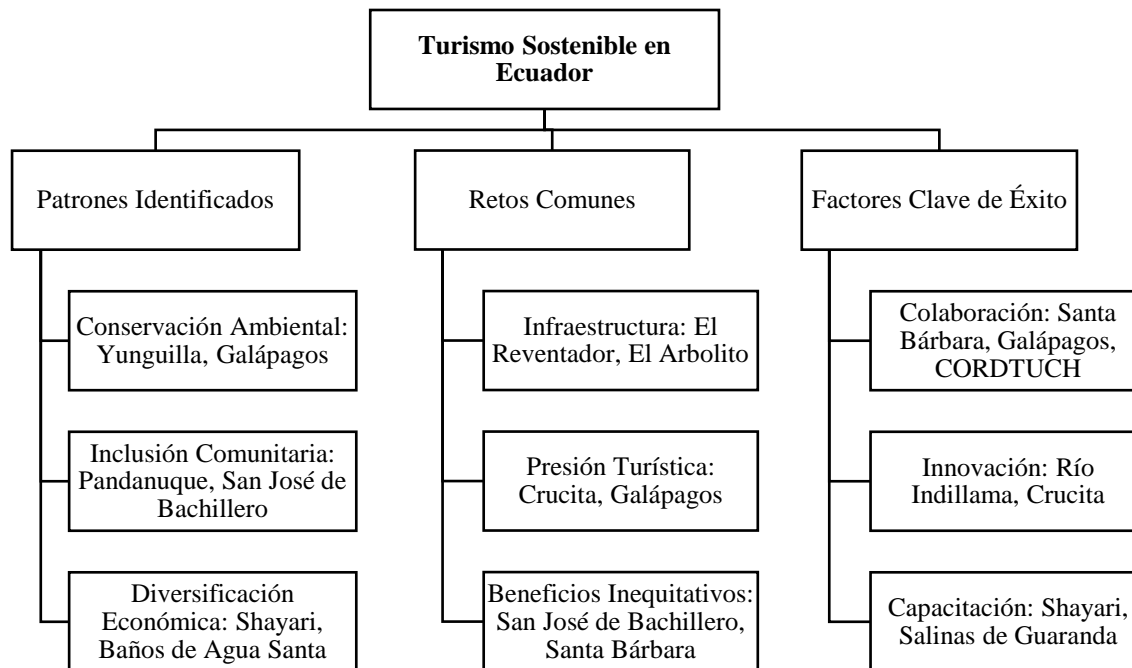 Turismo Sostenible en
Ecuador
Patrones Identificados
Conservación Ambiental:
Yunguilla, Galápagos
Inclusión Comunitaria:
Pandanuque, San José de
Bachillero
Diversificación
Económica: Shayari,
Baños de Agua Santa
Retos Comunes
Infraestructura: El
Reventador, El Arbolito
Presión Turística:
Crucita, Galápagos
Beneficios Inequitativos:
San José de Bachillero,
Santa Bárbara
Factores Clave de Éxito
Colaboración: Santa
Bárbara, Galápagos,
CORDTUCH
Innovación: Río
Indillama, Crucita
Capacitación: Shayari,
Salinas de Guaranda